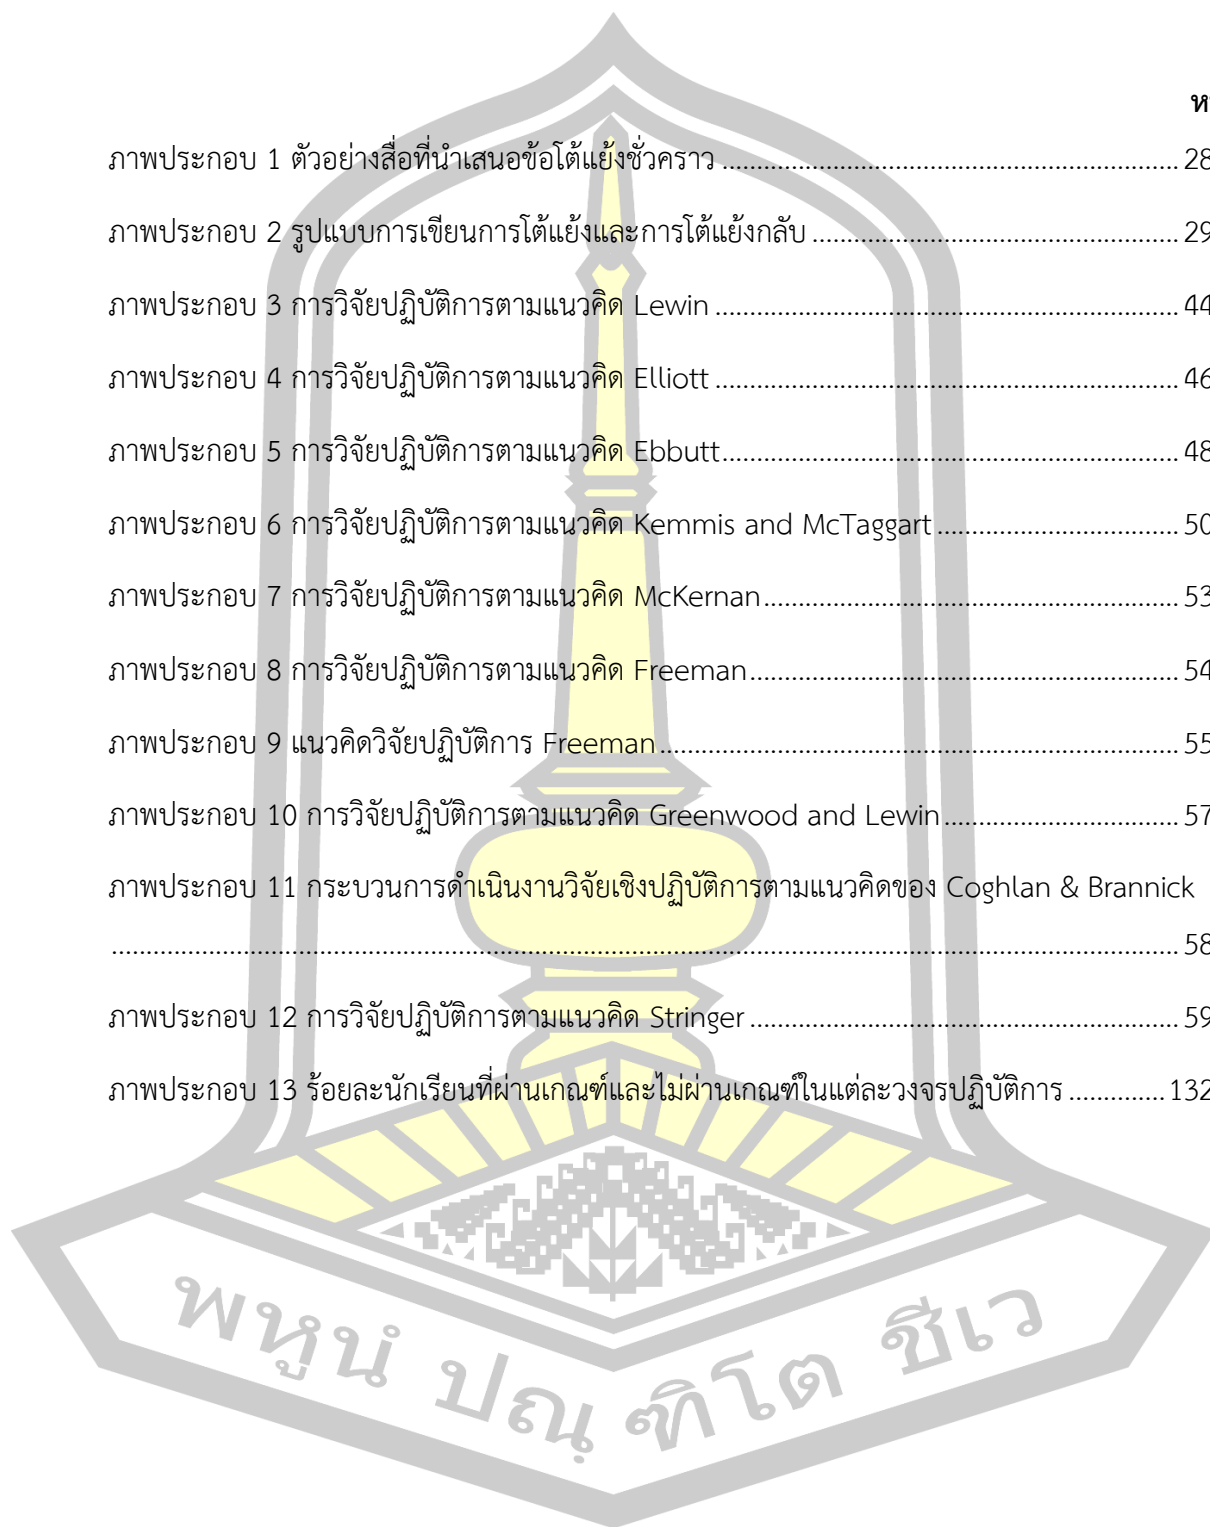 ห
ภาพประกอบ 1 ตัวอย่างสื่อที่นำเสนอข้อโต้แย้งชั่วคราว ........................................................ 28
ภาพประกอบ 2 รูปแบบการเขียนการโต้แย้งและการโต้แย้งกลับ ............................................. 29
ภาพประกอบ 3 การวิจัยปฏิบัติการตามแนวคิด Lewin ......................................................... 44
ภาพประกอบ 4 การวิจัยปฏิบัติการตามแนวคิด Elliott ......................................................... 46
ภาพประกอบ 5 การวิจัยปฏิบัติการตามแนวคิด Ebbutt ........................................................ 48
ภาพประกอบ 6 การวิจัยปฏิบัติการตามแนวคิด Kemmis and McTaggart .............................. 50
ภาพประกอบ 7 การวิจัยปฏิบัติการตามแนวคิด McKernan ................................................... 53
ภาพประกอบ 8 การวิจัยปฏิบัติการตามแนวคิด Freeman ..................................................... 54
ภาพประกอบ 9 แนวคิดวิจัยปฏิบัติการ Freeman ................................................................ 55
ภาพประกอบ 10 การวิจัยปฏิบัติการตามแนวคิด Greenwood and Lewin ............................. 57
ภาพประกอบ 11 กระบวนการดำเนินงานวิจัยเชิงปฏิบัติการตามแนวคิดของ Coghlan & Brannick
.................................................................................................................................... 58
ภาพประกอบ 12 การวิจัยปฏิบัติการตามแนวคิด Stringer ..................................................... 59
ภาพประกอบ 13 ร้อยละนักเรียนที่ผ่านเกณฑ์และไม่ผ่านเกณฑ์ในแต่ละวงจรปฏิบัติการ .............. 132
พหูนํ ปณฺฑิโต ชีเว